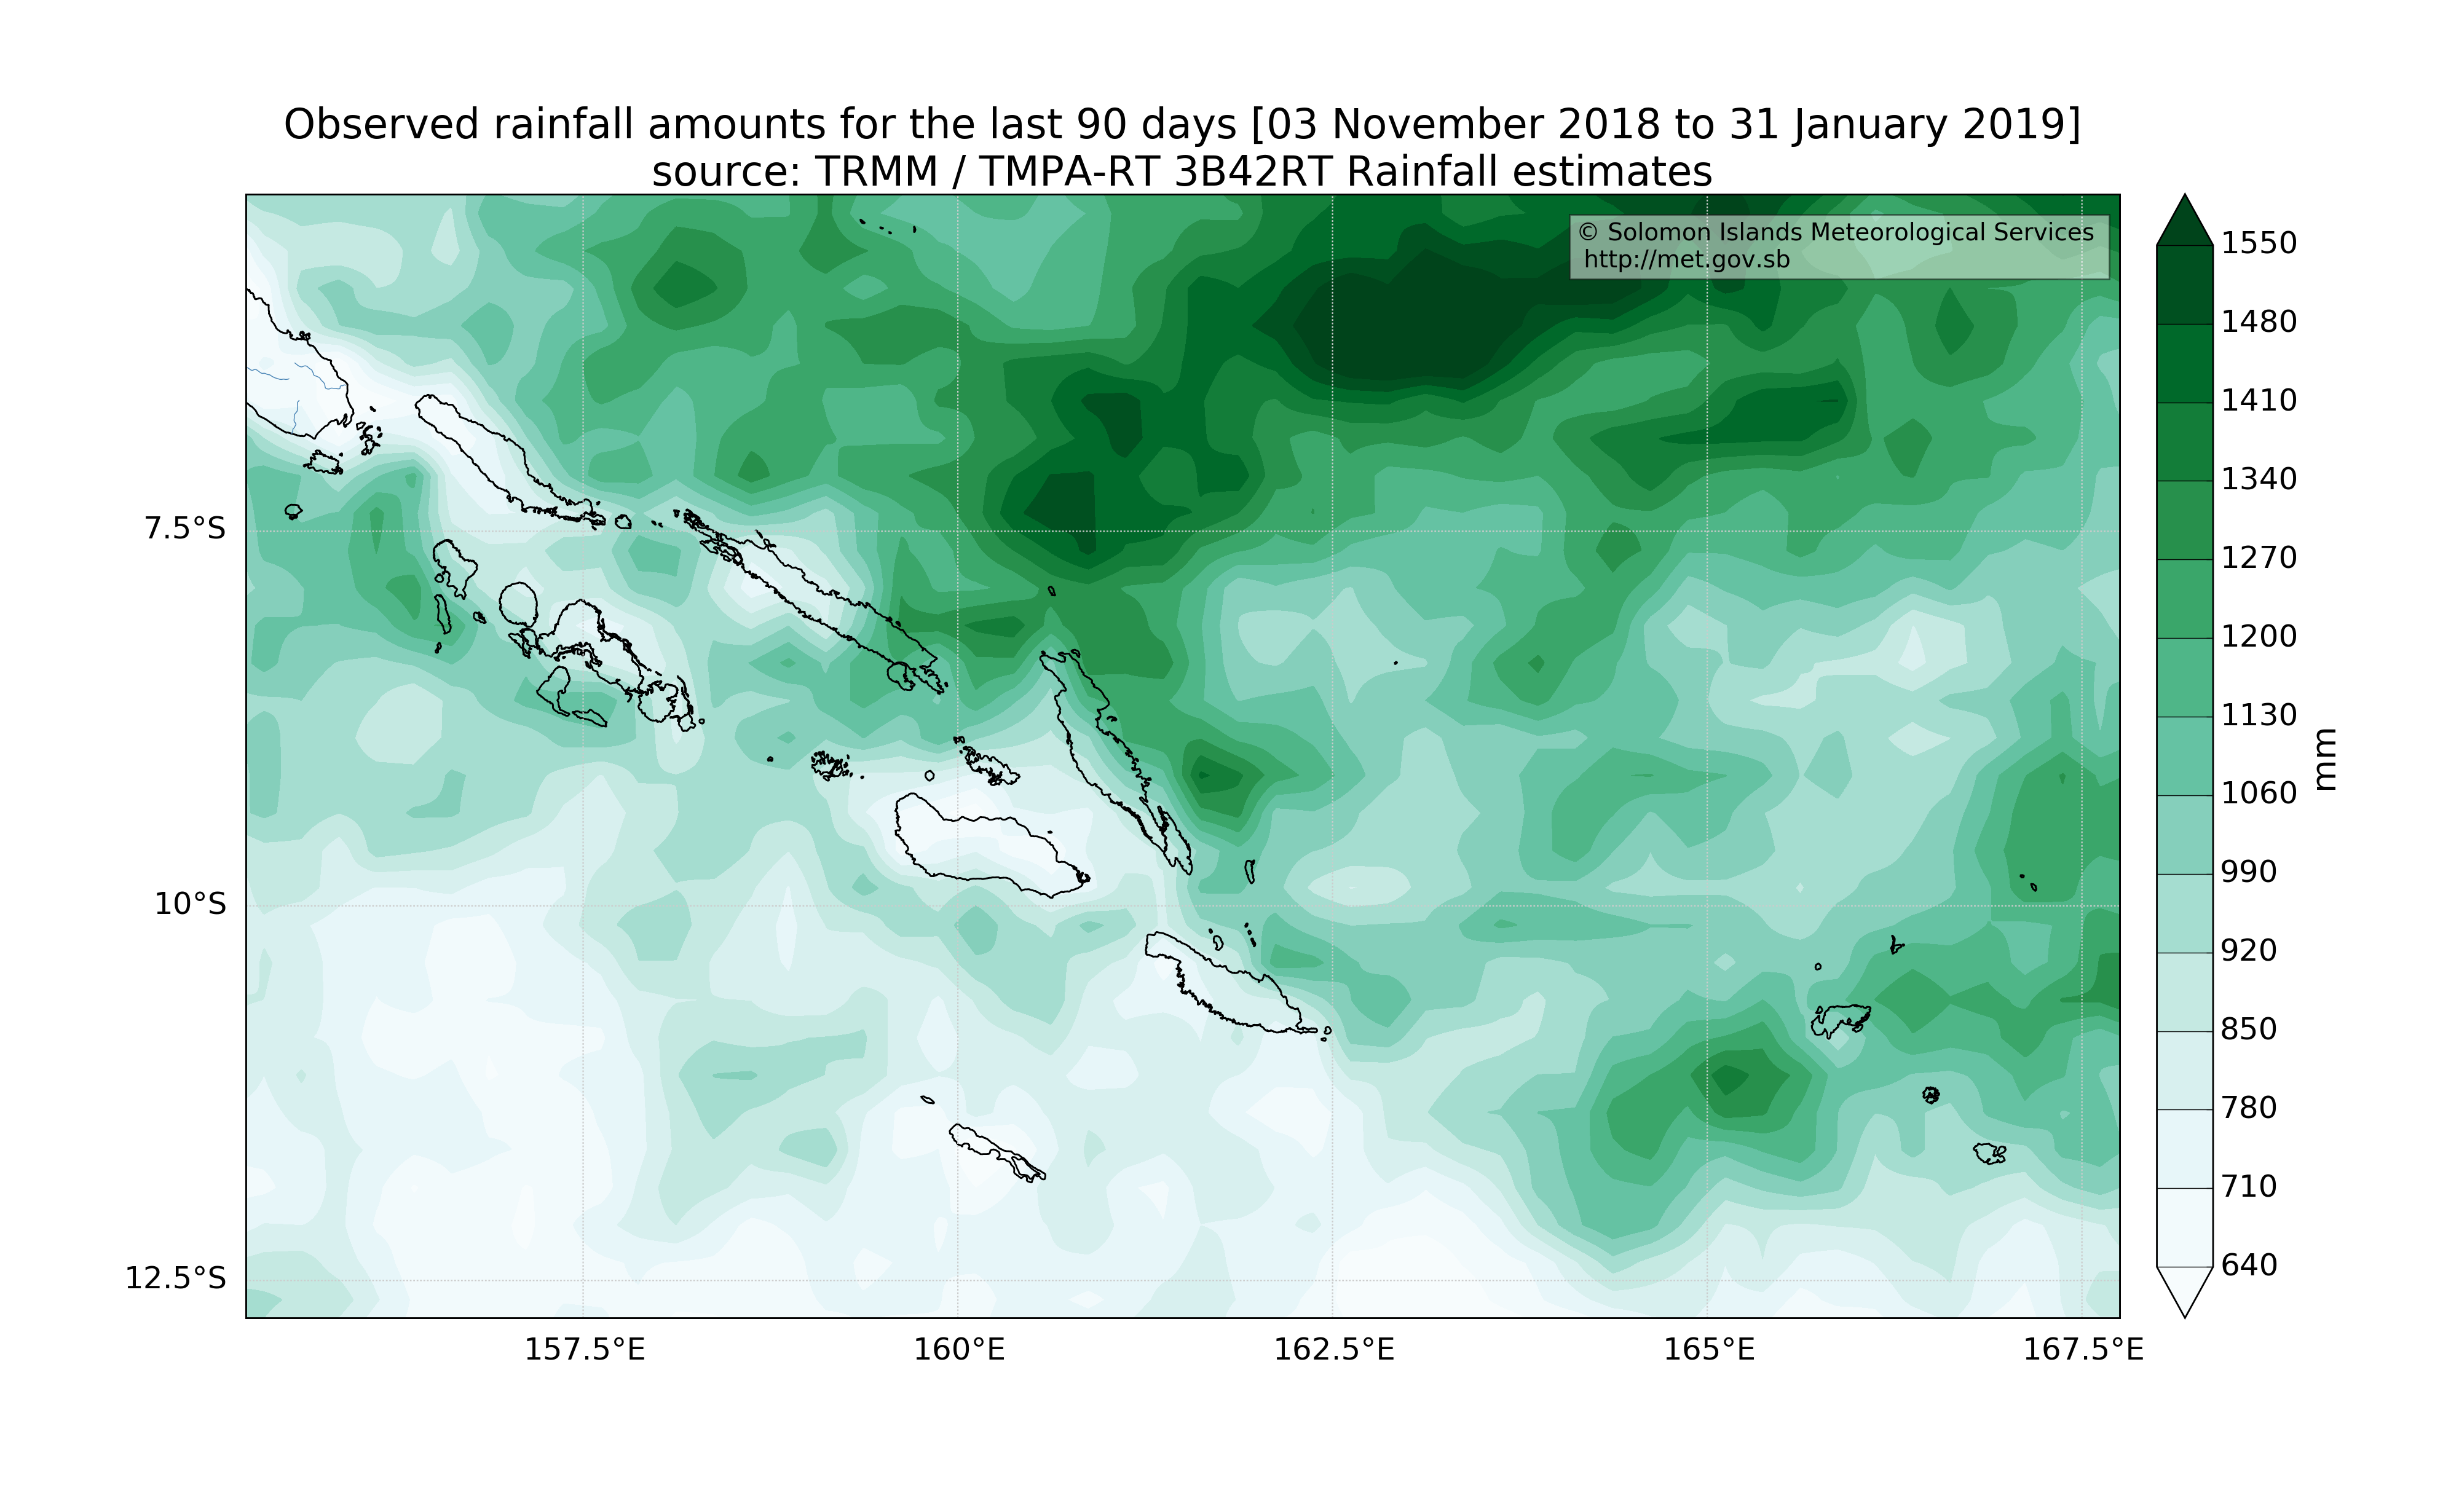 Observed rainfall amounts for the last 90 days [03 November 2018 to 31 January 2019]
source: TRMM / TMPA-RT 3B42RT Rainfall estimates
© Solomon Islands Meteorological Services
http://met.gov.sb
7.5°S
10°S
12.5°S
157.5°E
160°E
162.5°E
165°E
167.5°E
1550
1480
1410
1340
1270
1200
1130
1060
990
920
850
780
710
640
mm